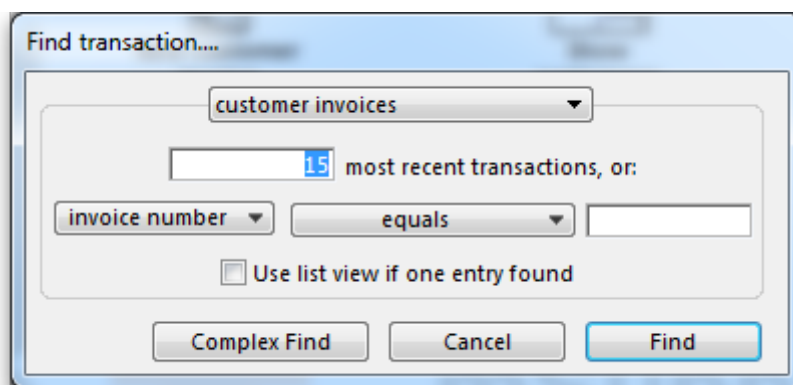 Find transaction....
customer invoices
15 most recent transactions, or:
invoice number equals
Use list view if one entry found
Complex Find Cancel Find